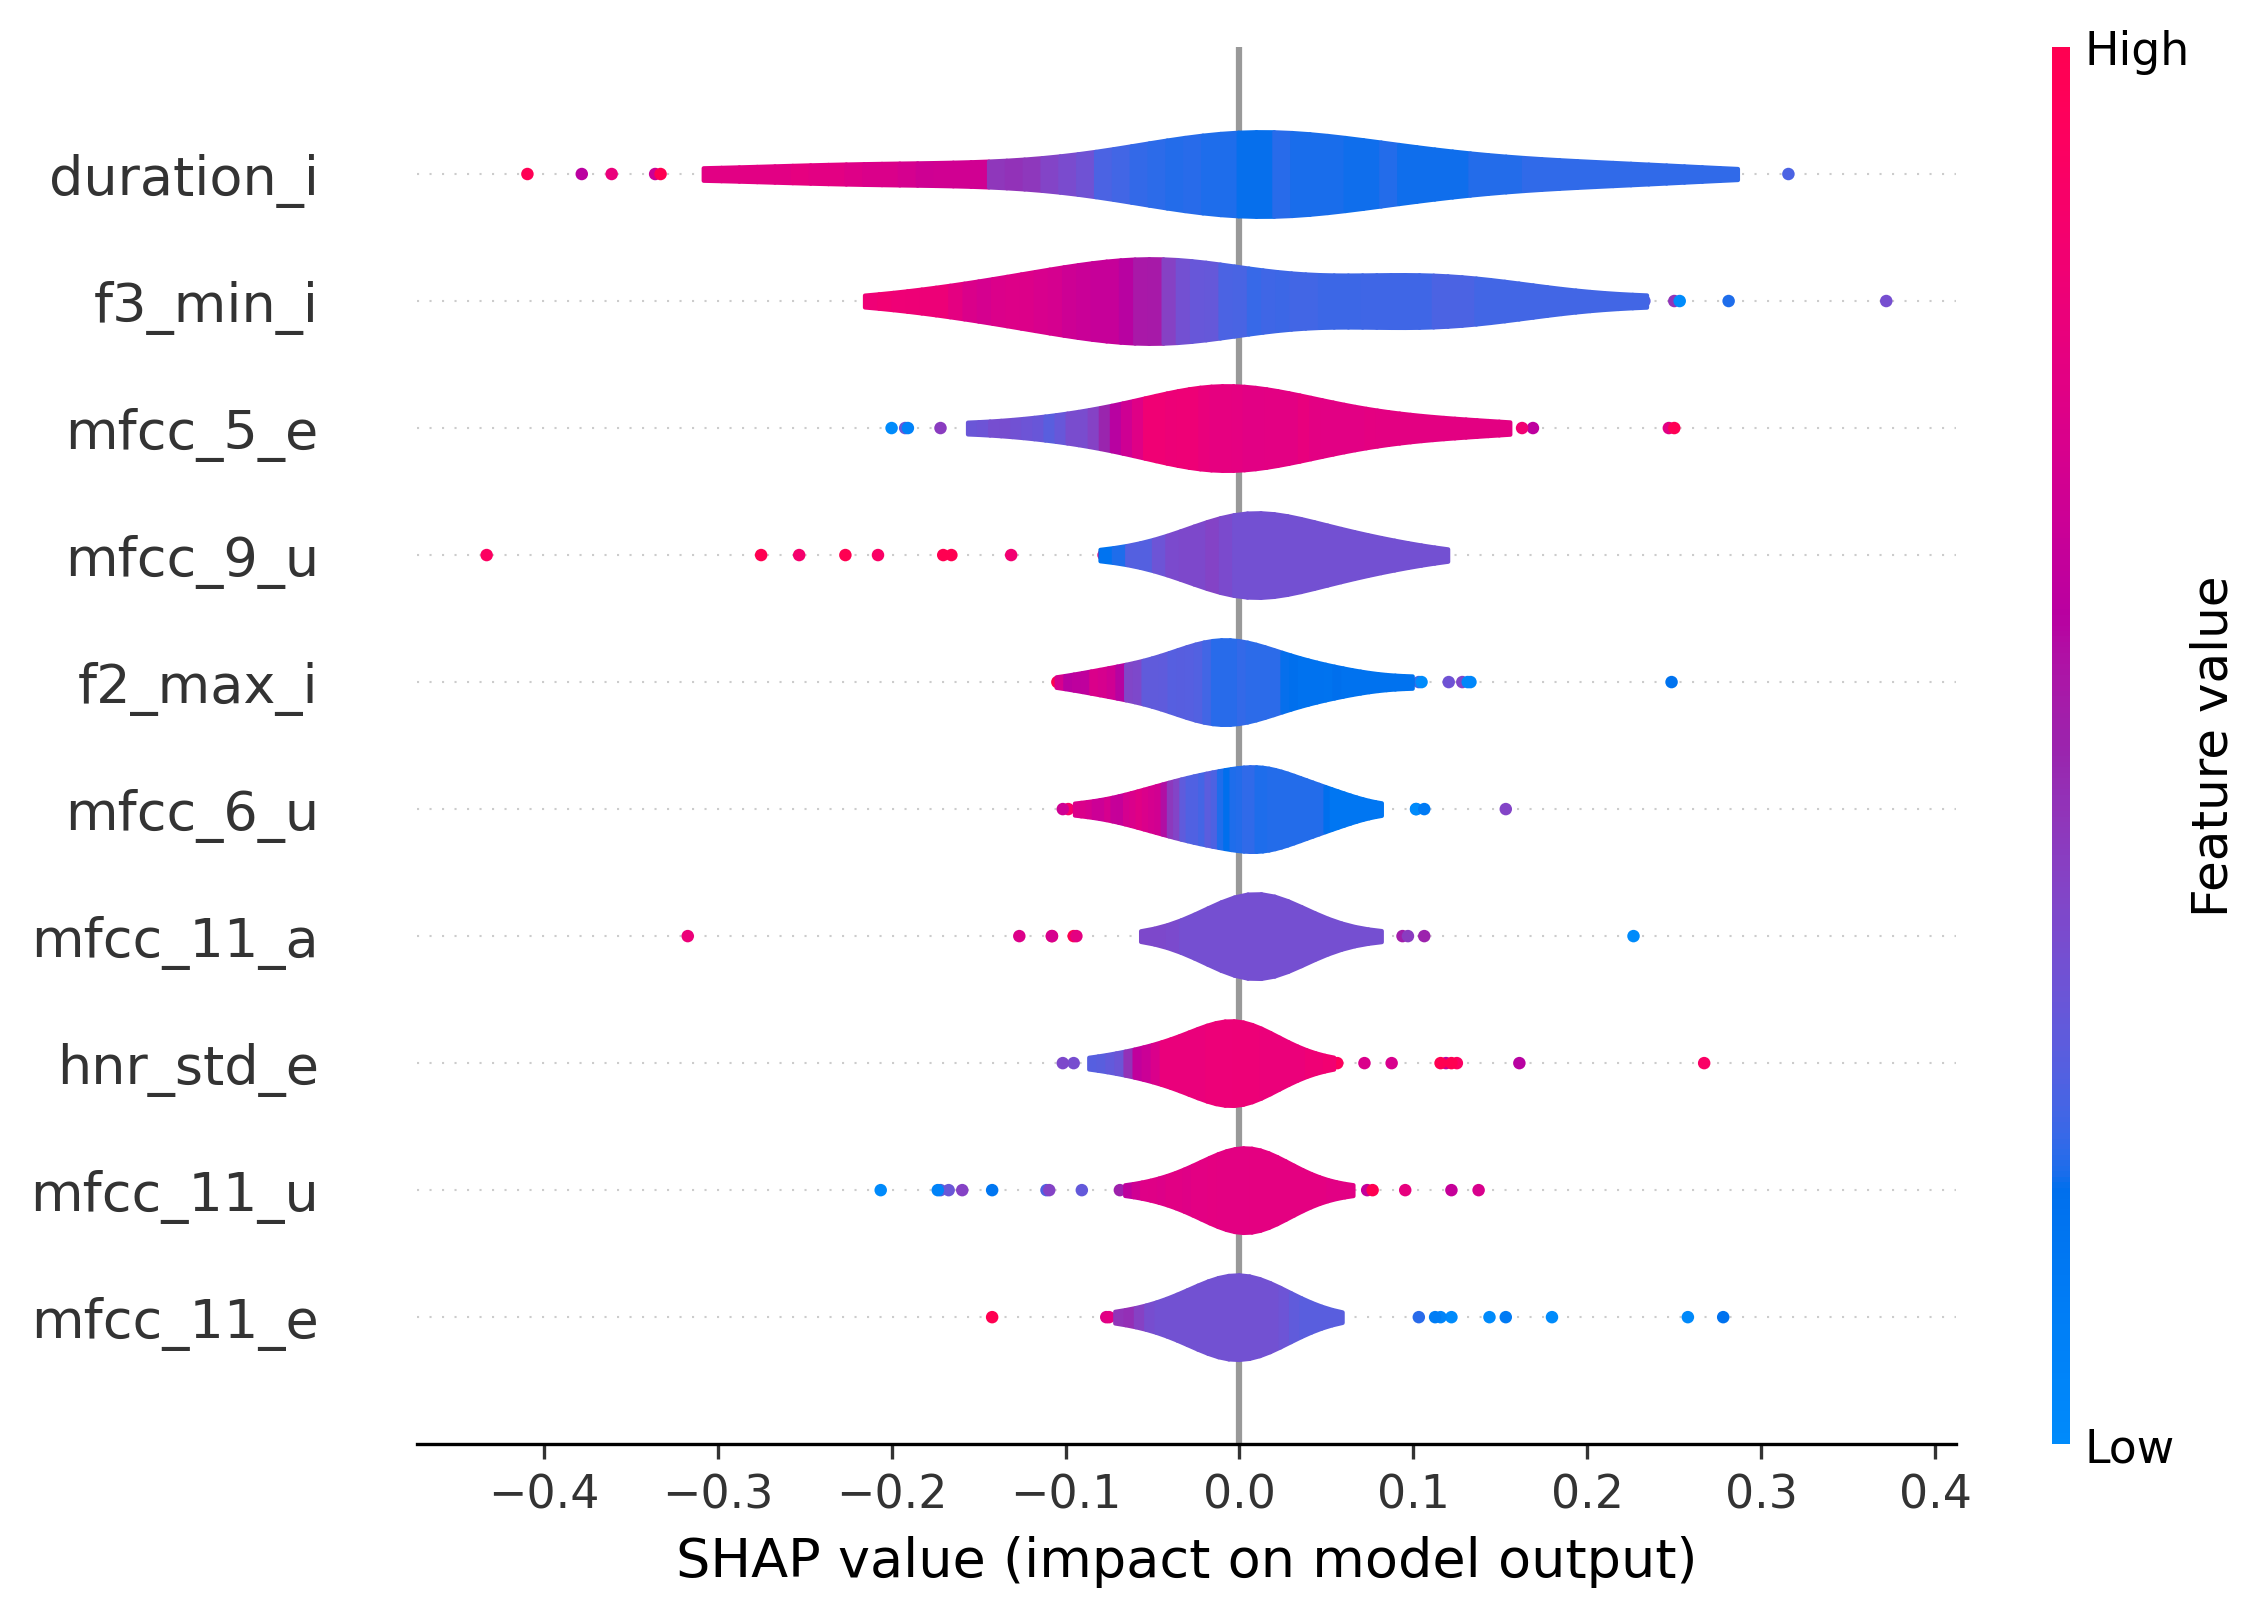 High
duration_i
f3_min_i
mfcc_5_e
mfcc_9_u
f2_max_i
mfcc_6_u
mfcc_11_a
hnr_std_e
mfcc_11_u
mfcc_11_e
Feature value
Low
−0.4 −0.3 −0.2 −0.1 0.0 0.1 0.2 0.3 0.4
SHAP value (impact on model output)